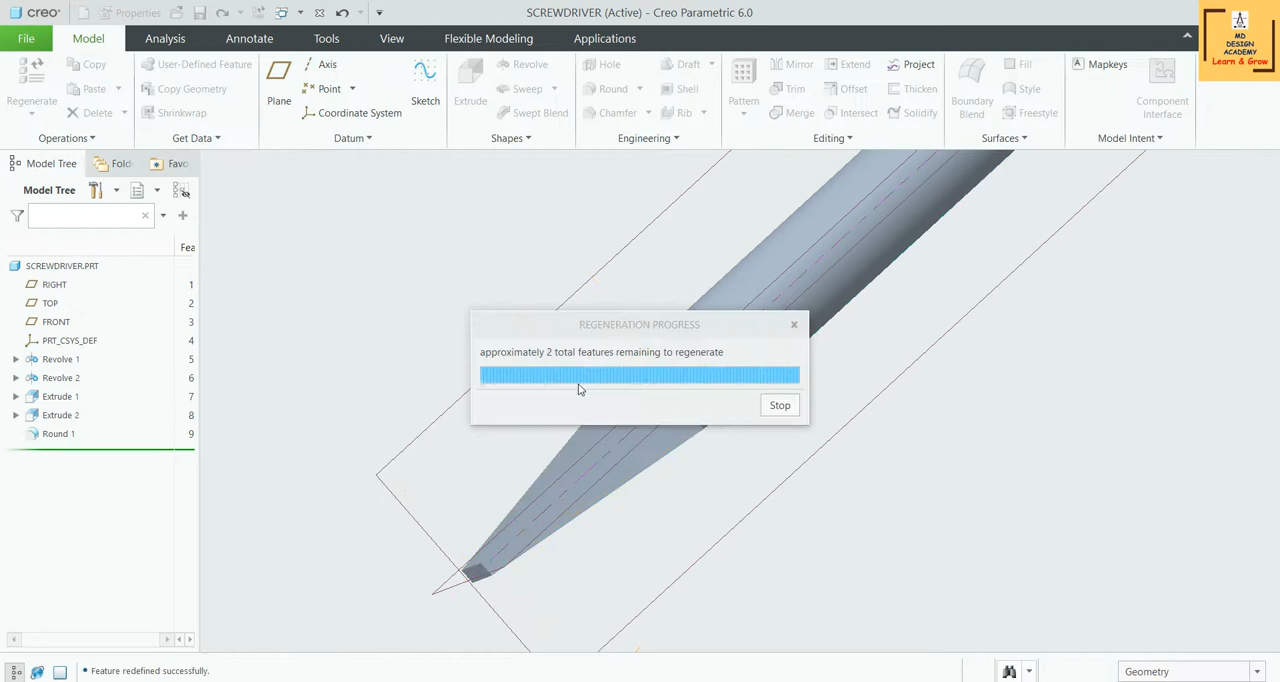 creo
Properties
SCREWDRIVER (Active) - Creo Parametric 6.0
MD
DESIGN
ACADEMY
Learn & Grow
File
Model
Analysis
Annotate
Tools
View
Flexible Modeling
Applications
Regenerate
Copy
Paste
Delete
Operations
User-Defined Feature
Copy Geometry
Shrinkwrap
Get Data
Plane
Axis
Point
Coordinate System
Sketch
Datum
Extrude
Revolve
Sweep
Swept Blend
Shapes
Hole
Round
Chamfer
Draft
Shell
Rib
Engineering
Pattern
Mirror
Trim
Merge
Extend
Offset
Intersect
Project
Thicken
Solidify
Editing
Boundary
Blend
Fill
Style
Freestyle
Surfaces
Mapkeys
Component
Interface
Model Intent
Model Tree
Fold
Favo
Model Tree
Fea
SCREWDRIVER.PRT
RIGHT 1
TOP 2
FRONT 3
PRT_CSYS_DEF 4
Revolve 1 5
Revolve 2 6
Extrude 1 7
Extrude 2 8
Round 1 9
REGENERATION PROGRESS
approximately 2 total features remaining to regenerate
Stop
• Feature redefined successfully.
Geometry